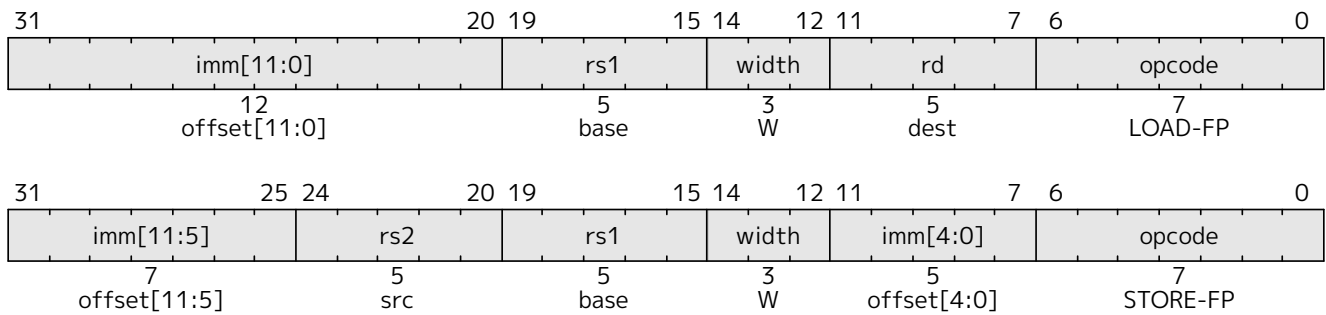 31 20 19 15 14 12 11 7 6 0
imm[11:0] rs1 width rd opcode
12 5 3 5 7
offset[11:0] base W dest LOAD-FP
31 25 24 20 19 15 14 12 11 7 6 0
imm[11:5] rs2 rs1 width imm[4:0] opcode
7 5 5 3 5 7
offset[11:5] src base W offset[4:0] STORE-FP